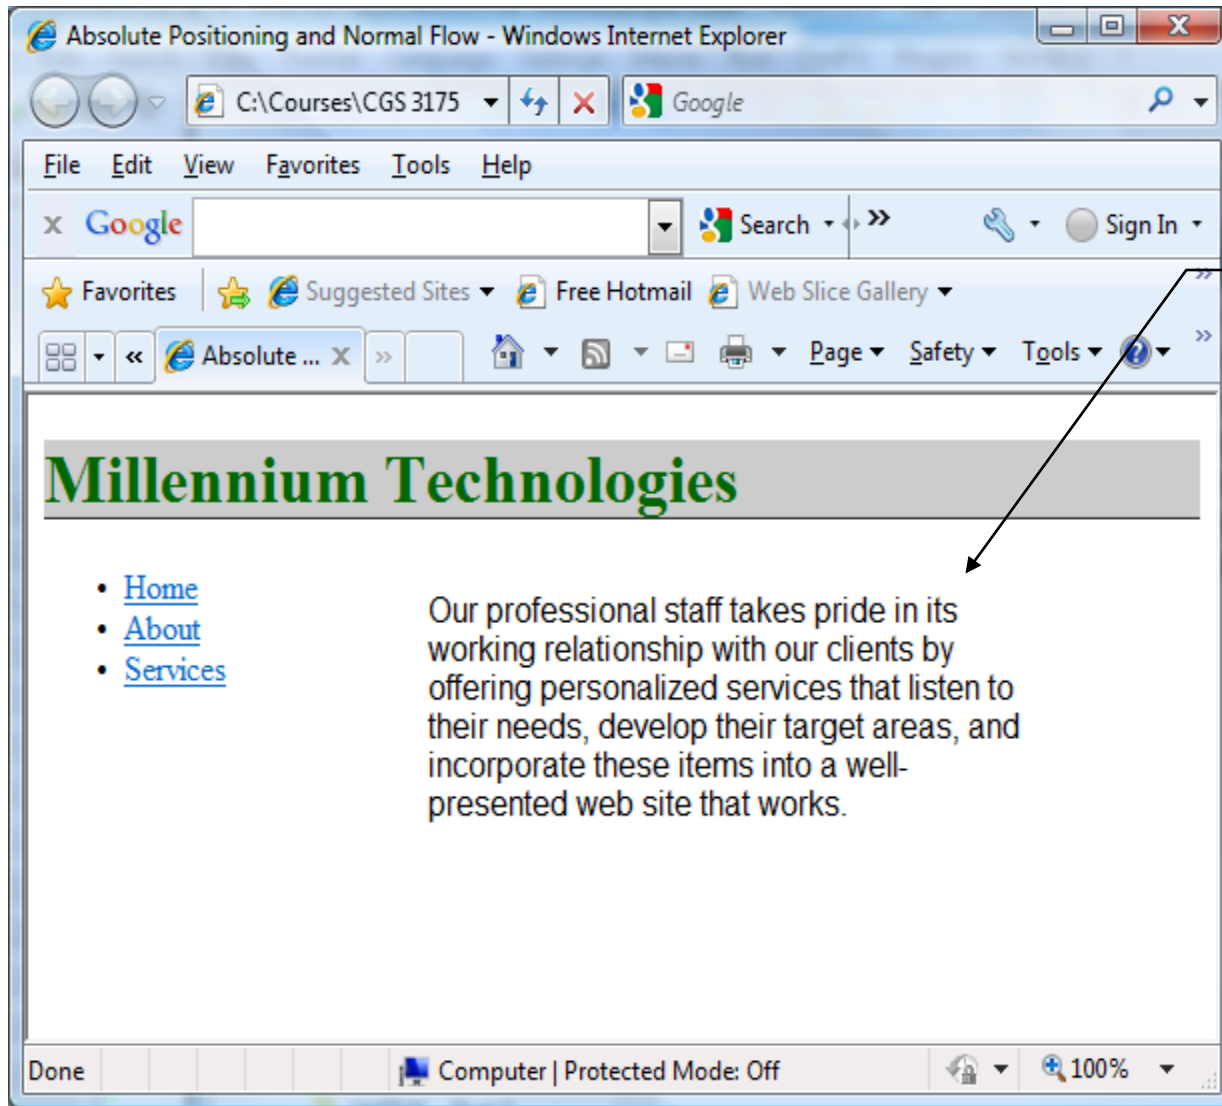 Absolute Positioning and Normal Flow - Windows Internet Explorer
C:\Courses\CGS 3175 Google
File Edit View Favorites Tools Help
x Google Search Sign In
Favorites Suggested Sites Free Hotmail Web Slice Gallery
Absolute ... X Page Safety Tools
Millennium Technologies
• Home
• About
• Services
Our professional staff takes pride in its
working relationship with our clients by
offering personalized services that listen to
their needs, develop their target areas, and
incorporate these items into a well-
presented web site that works.
Done Computer | Protected Mode: Off 100%